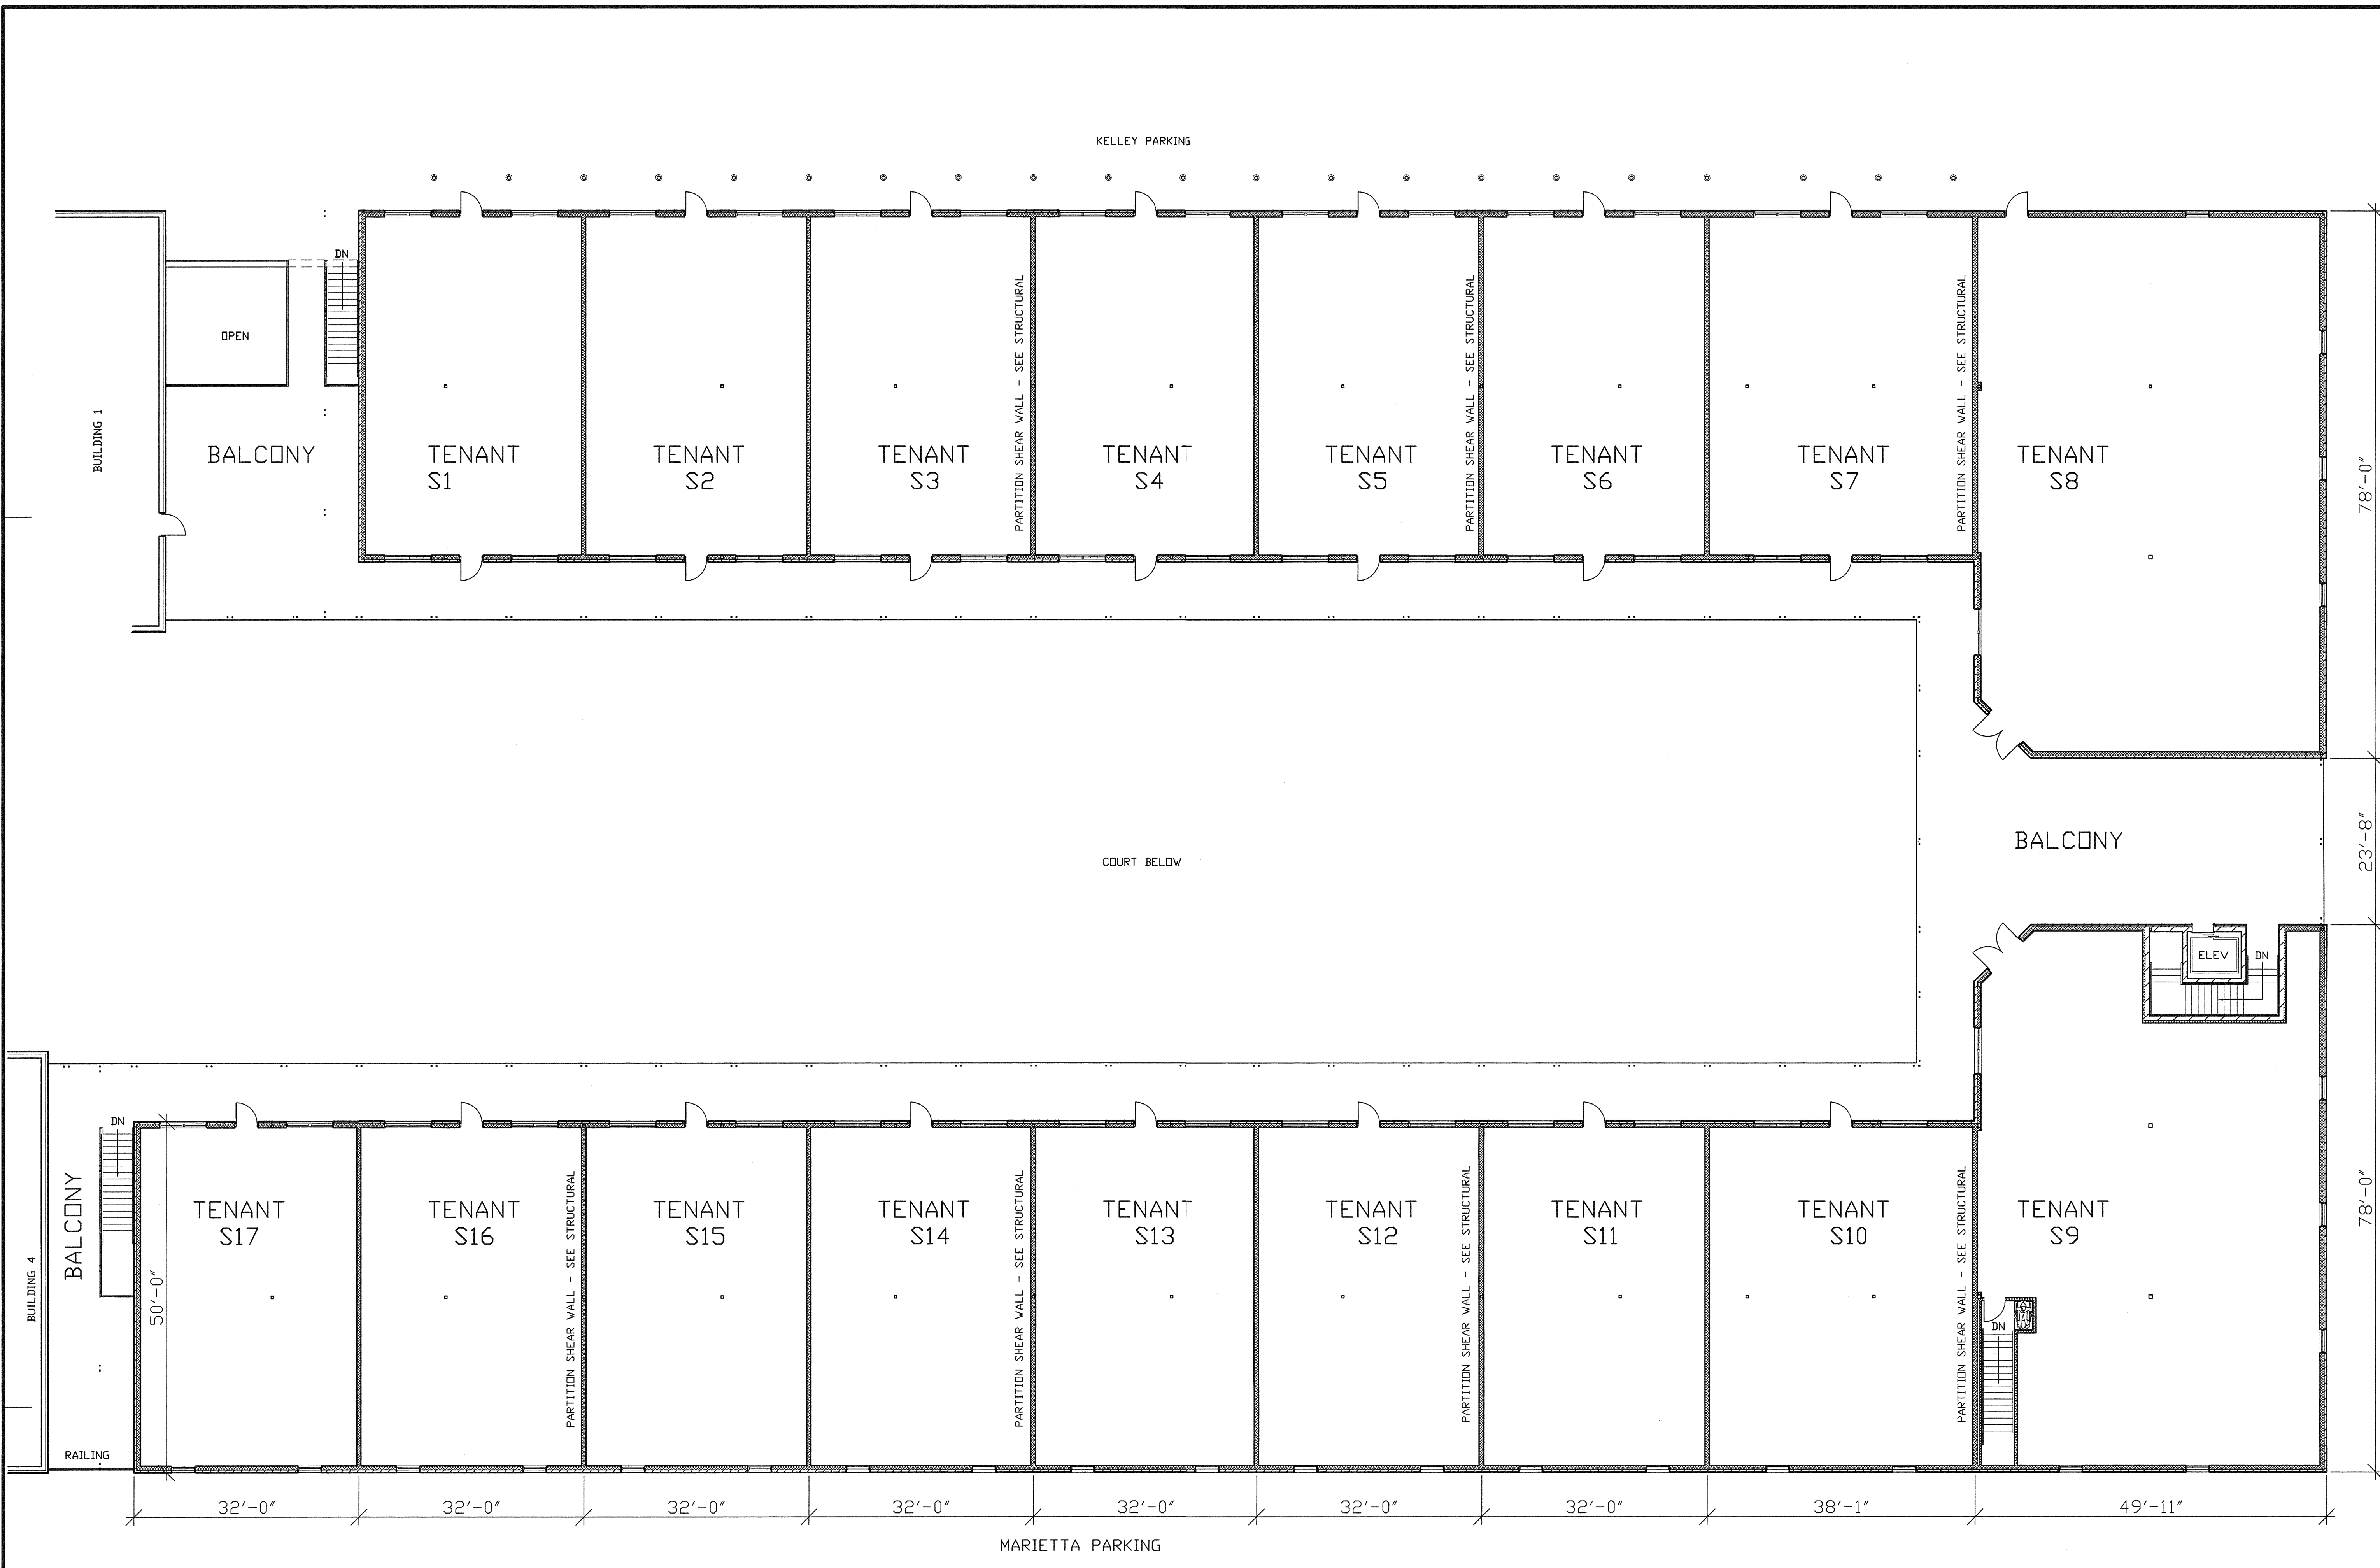 KELLEY PARKING
DN
OPEN
BUILDING 1
BALCONY
TENANT
S1
TENANT
S2
TENANT
S3
PARTITION SHEAR WALL - SEE STRUCTURAL
TENANT
S4
TENANT
S5
PARTITION SHEAR WALL - SEE STRUCTURAL
TENANT
S6
TENANT
S7
PARTITION SHEAR WALL - SEE STRUCTURAL
TENANT
S8
78'-0"
COURT BELOW
BALCONY
23'-8"
ELEV
DN
BUILDING 4
BALCONY
DN
RAILING
50'-0"
TENANT
S17
TENANT
S16
PARTITION SHEAR WALL - SEE STRUCTURAL
TENANT
S15
TENANT
S14
PARTITION SHEAR WALL - SEE STRUCTURAL
TENANT
S13
TENANT
S12
PARTITION SHEAR WALL - SEE STRUCTURAL
TENANT
S11
TENANT
S10
PARTITION SHEAR WALL - SEE STRUCTURAL
TENANT
S9
DN
78'-0"
32'-0"
32'-0"
32'-0"
32'-0"
32'-0"
32'-0"
32'-0"
38'-1"
49'-11"
MARIETTA PARKING